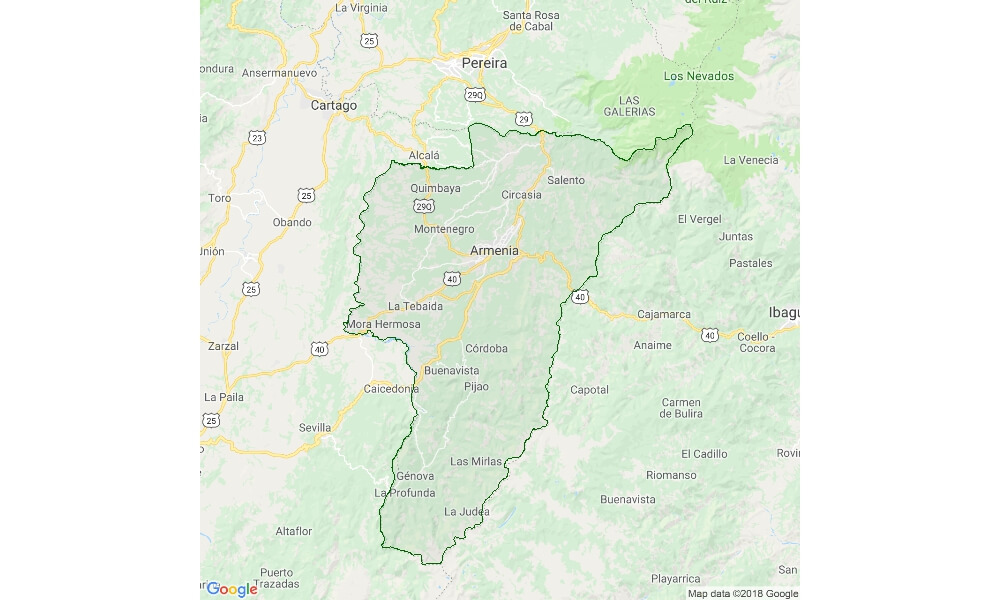 La Virginia
Santa Rosa
de Cabal
25
Pereira
ondura
Ansermanuevo
Los Nevados
29Q
Cartago
LAS
GALERIAS
29
23
Alcalá
La Venecia
Quimbaya
Salento
Circasia
25
Toro
29Q
Obando
El Vergel
Montenegro
Juntas
Armenia
Pastales
40
25
La Tebaida
40
Cajamarca
Ibagu
Mora Hermosa
40
Coello -
Cocora
Zarzal
40
Anaime
Córdoba
Buenavista
Pijao
Caicedonia
Capotal
La Paila
Carmen
de Bulira
25
Sevilla
El Cadillo
Las Mirlas
Génova
Riomanso
La Profunda
Buenavista
La Judea
Altaflor
Puerto
Trazadas
San
Playarrica
Google
Map data ©2018 Google